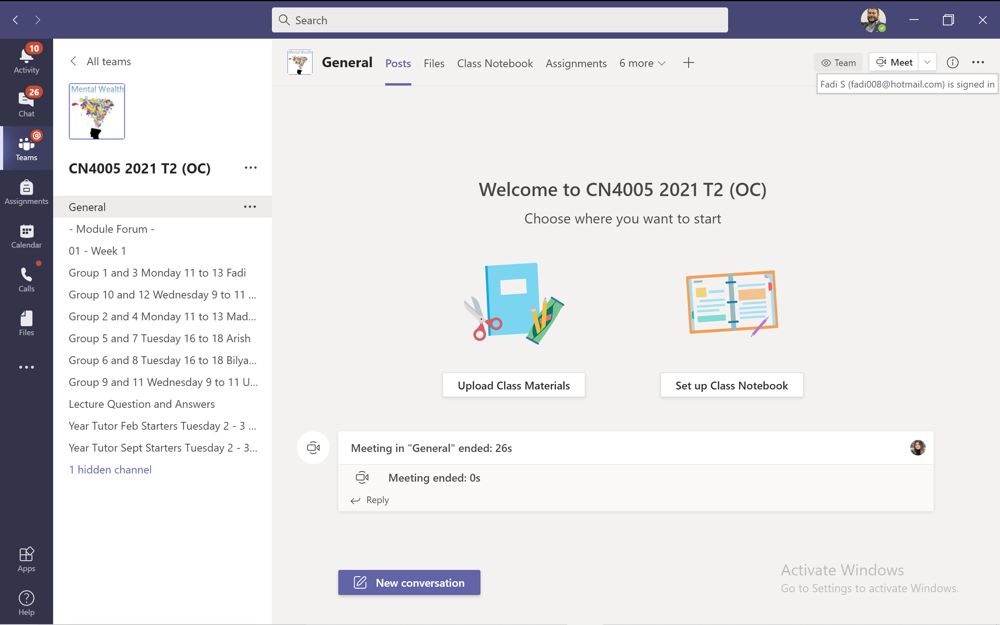 Search
10
Activity
26
Chat
@
Teams
Assignments
Calendar
Calls
Files
Apps
Help
All teams
Mental Wealth
CN4005 2021 T2 (OC)
General
- Module Forum -
01 - Week 1
Group 1 and 3 Monday 11 to 13 Fadi
Group 10 and 12 Wednesday 9 to 11 ...
Group 2 and 4 Monday 11 to 13 Mad...
Group 5 and 7 Tuesday 16 to 18 Arish
Group 6 and 8 Tuesday 16 to 18 Bilya...
Group 9 and 11 Wednesday 9 to 11 U...
Lecture Question and Answers
Year Tutor Feb Starters Tuesday 2 - 3 ...
Year Tutor Sept Starters Tuesday 2 - 3...
1 hidden channel
Mental Wealth
General Posts Files Class Notebook Assignments 6 more
Team Meet
Fadi S (fadi008@hotmail.com) is signed in
Welcome to CN4005 2021 T2 (OC)
Choose where you want to start
Upload Class Materials
Set up Class Notebook
Meeting in "General" ended: 26s
Meeting ended: 0s
Reply
New conversation
Activate Windows
Go to Settings to activate Windows.